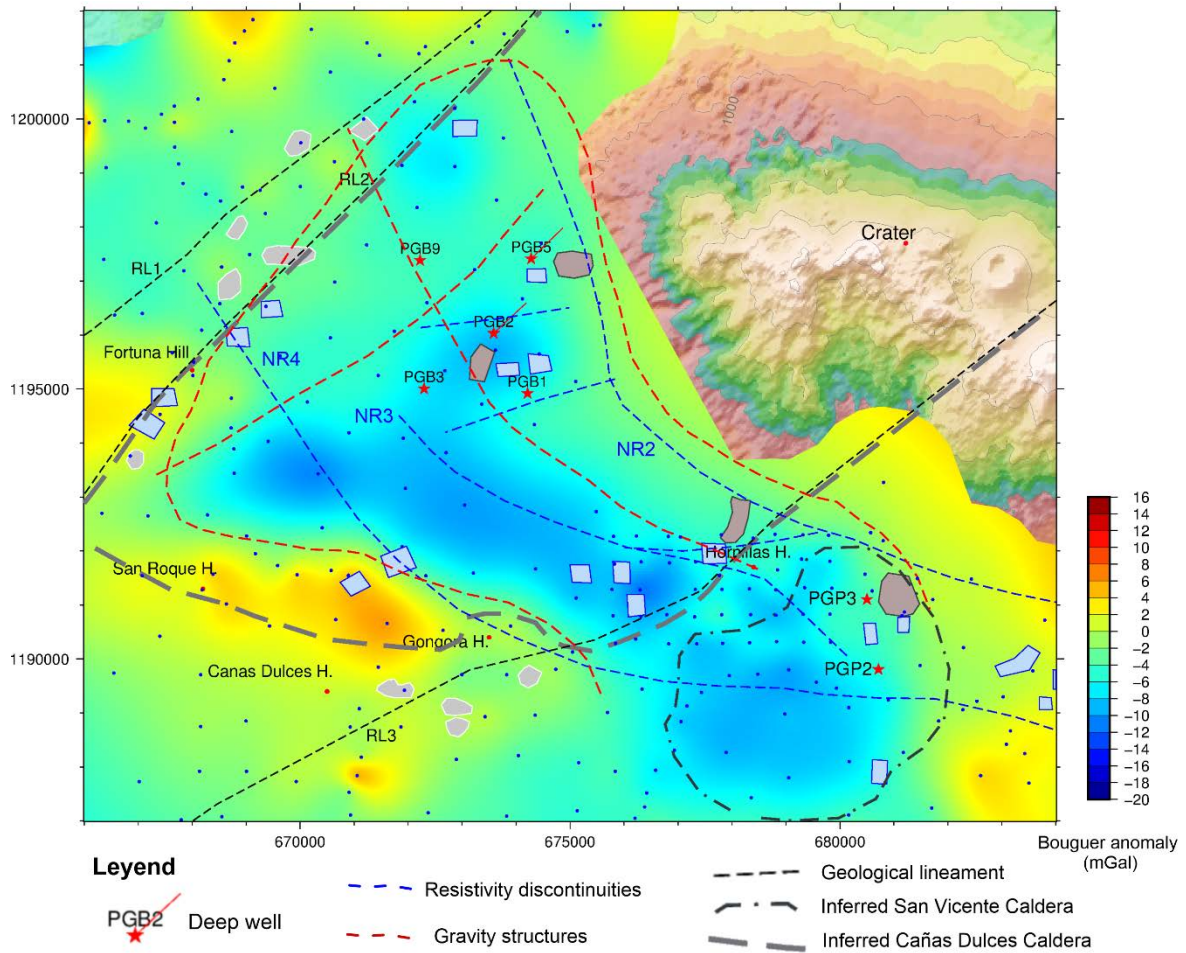 1200000
1195000
1190000
1000
Crater
RL2
PGB9
PGB5
RL1
PGB2
Fortuna Hill
NR4
PGB3
PGB1
NR3
NR2
Hormilas H.
San Roque H.
PGP3
Gongora H.
PGP2
Canas Dulces H.
RL3
16
14
12
10
8
6
4
2
0
−2
−4
−6
−8
−10
−12
−14
−16
−18
−20
670000
675000
680000
Bouguer anomaly
(mGal)
Leyend
PGB2
Deep well
Resistivity discontinuities
Gravity structures
Geological lineament
Inferred San Vicente Caldera
Inferred Cañas Dulces Caldera